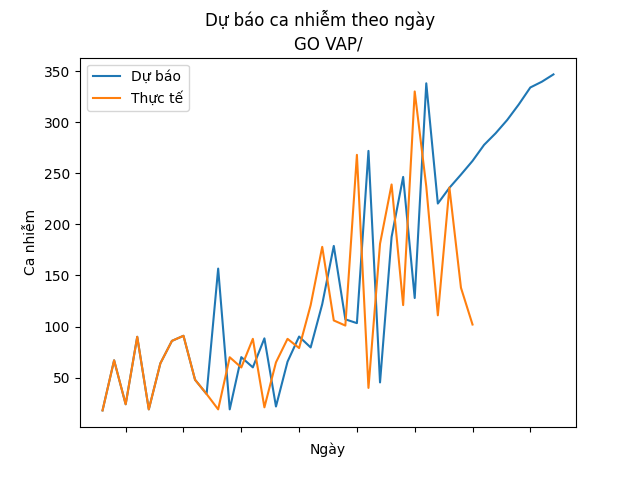 Dự báo ca nhiễm theo ngày
GO VAP/
Dự báo
Thực tế
350
300
250
200
150
100
50
Ca nhiễm
Ngày